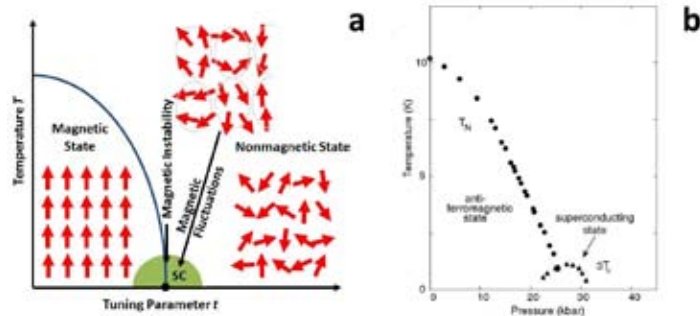 a
Temperature T
Magnetic
State
Magnetic Instability
Magnetic
Fluctuations
Nonmagnetic State
SC
Tuning Parameter t
b
Temperature (K)
10
5
0
T_N
anti-
ferromagnetic
state
superconducting
state
3T_c
0
10
20
30
40
Pressure (kbar)